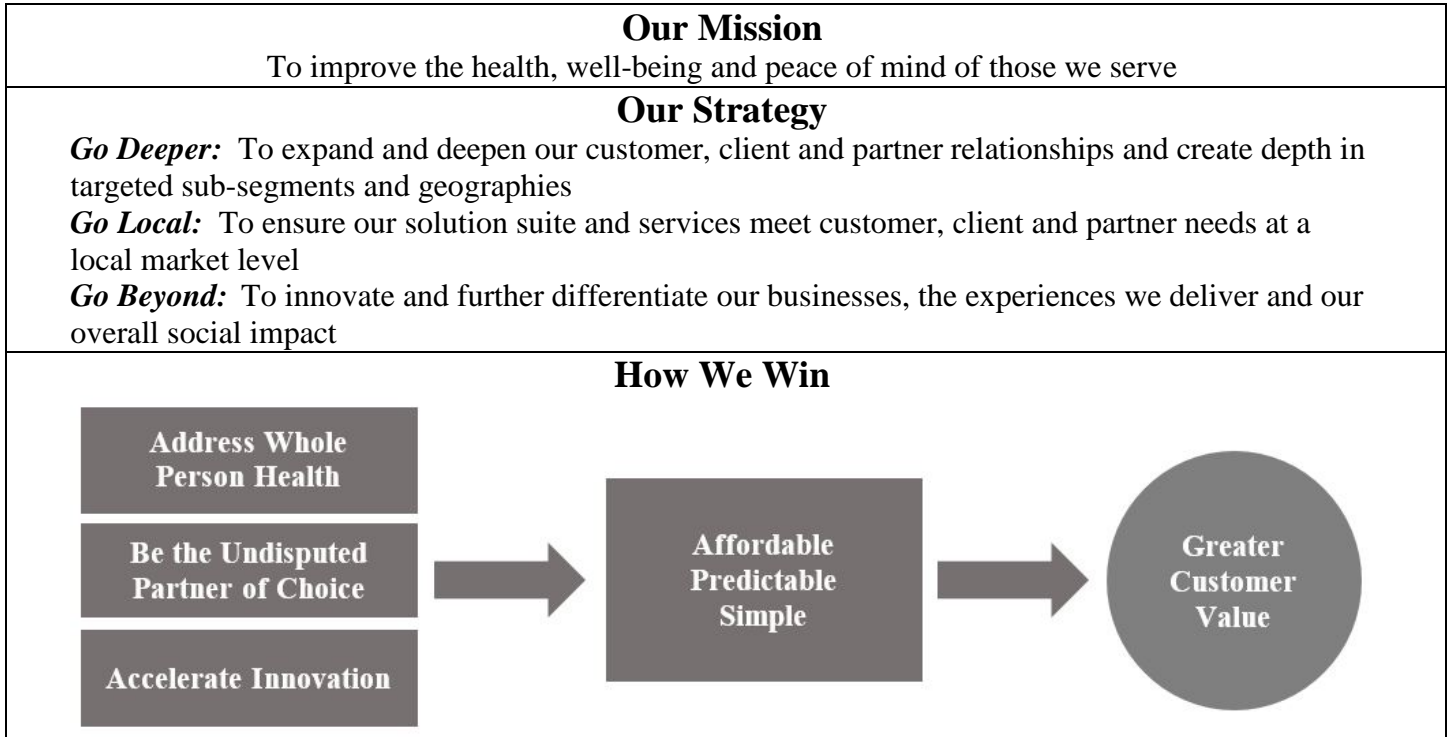 Our Mission
To improve the health, well-being and peace of mind of those we serve
Our Strategy
Go Deeper: To expand and deepen our customer, client and partner relationships and create depth in
targeted sub-segments and geographies
Go Local: To ensure our solution suite and services meet customer, client and partner needs at a
local market level
Go Beyond: To innovate and further differentiate our businesses, the experiences we deliver and our
overall social impact
How We Win
Address Whole
Person Health
Be the Undisputed
Partner of Choice
Accelerate Innovation
Affordable
Predictable
Simple
Greater
Customer
Value